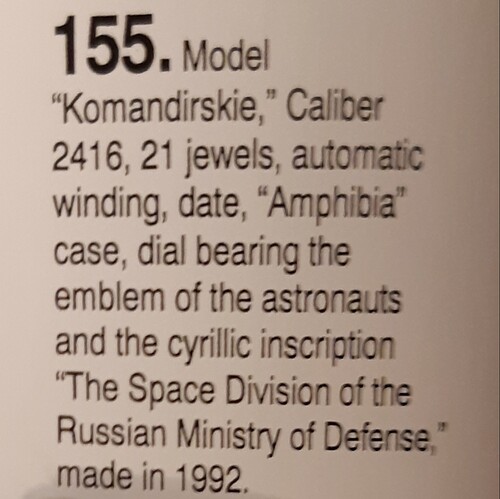 155. Model
“Komandirskie,” Caliber
2416, 21 jewels, automatic
winding, date, “Amphibia”
case, dial bearing the
emblem of the astronauts
and the cyrillic inscription
“The Space Division of the
Russian Ministry of Defense,”
made in 1992.